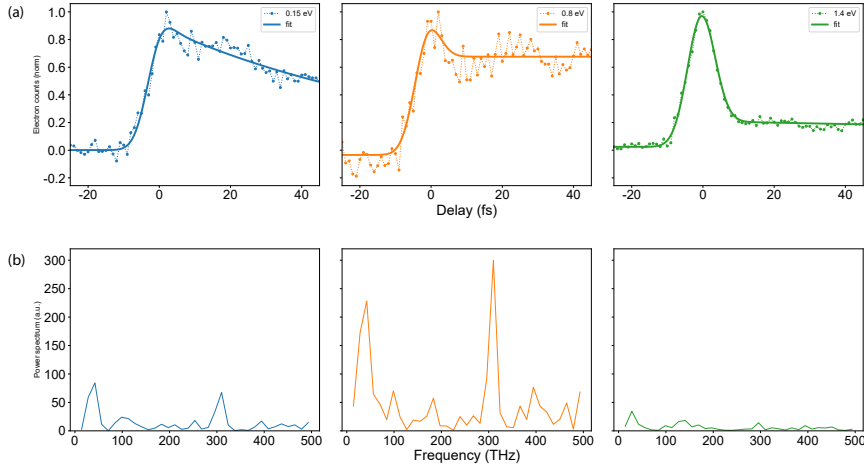 (a)
Electron counts (norm)
1.0
0.8
0.6
0.4
0.2
0.0
-0.2
0.15 eV
fit
0.8 eV
fit
1.4 eV
fit
-20 0 20 40
-20 0 20 40
-20 0 20 40
Delay (fs)
(b)
Power spectrum (a.u.)
300
250
200
150
100
50
0
0 100 200 300 400 500
0 100 200 300 400 500
0 100 200 300 400 500
Frequency (THz)